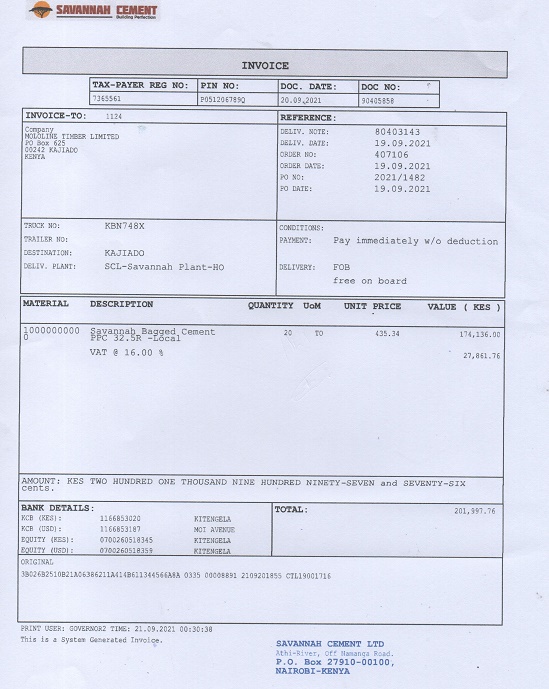 SAVANNAH CEMENT
Building Perfection
INVOICE
TAX-PAYER REG NO: PIN NO: DOC. DATE: DOC NO:
7365561 P051206789Q 20.09.2021 90405858
INVOICE-TO: 1124
Company
MOLOLINE TIMBER LIMITED
PO Box 625
00242 KAJIADO
KENYA
REFERENCE:
DELIV. NOTE: 80403143
DELIV. DATE: 19.09.2021
ORDER NO: 407106
ORDER DATE: 19.09.2021
PO NO: 2021/1482
PO DATE: 19.09.2021
TRUCK NO: KBN748X
TRAILER NO:
DESTINATION: KAJIADO
DELIV. PLANT: SCL-Savannah Plant-HO
CONDITIONS:
PAYMENT: Pay immediately w/o deduction
DELIVERY: FOB
free on board
MATERIAL DESCRIPTION QUANTITY UoM UNIT PRICE VALUE ( KES )
1000000000 Savannah Bagged Cement 20 TO 435.34 174,136.00
0 PPC 32.5R -Local
VAT @ 16.00 % 27,861.76
AMOUNT: KES TWO HUNDRED ONE THOUSAND NINE HUNDRED NINETY-SEVEN and SEVENTY-SIX
cents.
BANK DETAILS:
KCB (KES): 1166853020 KITENGELA
KCB (USD): 1166853187 MOI AVENUE
EQUITY (KES): 0700260518345 KITENGELA
EQUITY (USD): 0700260518359 KITENGELA
TOTAL: 201,997.76
ORIGINAL
3B026B2510B21A06386211A414B611344566A8A 0335 00008891 2109201855 CTL19001716
PRINT USER: GOVERNOR2 TIME: 21.09.2021 00:30:38
This is a System Generated Invoice.
SAVANNAH CEMENT LTD
Athi-River, Off Namanga Road.
P.O. Box 27910-00100,
NAIROBI-KENYA